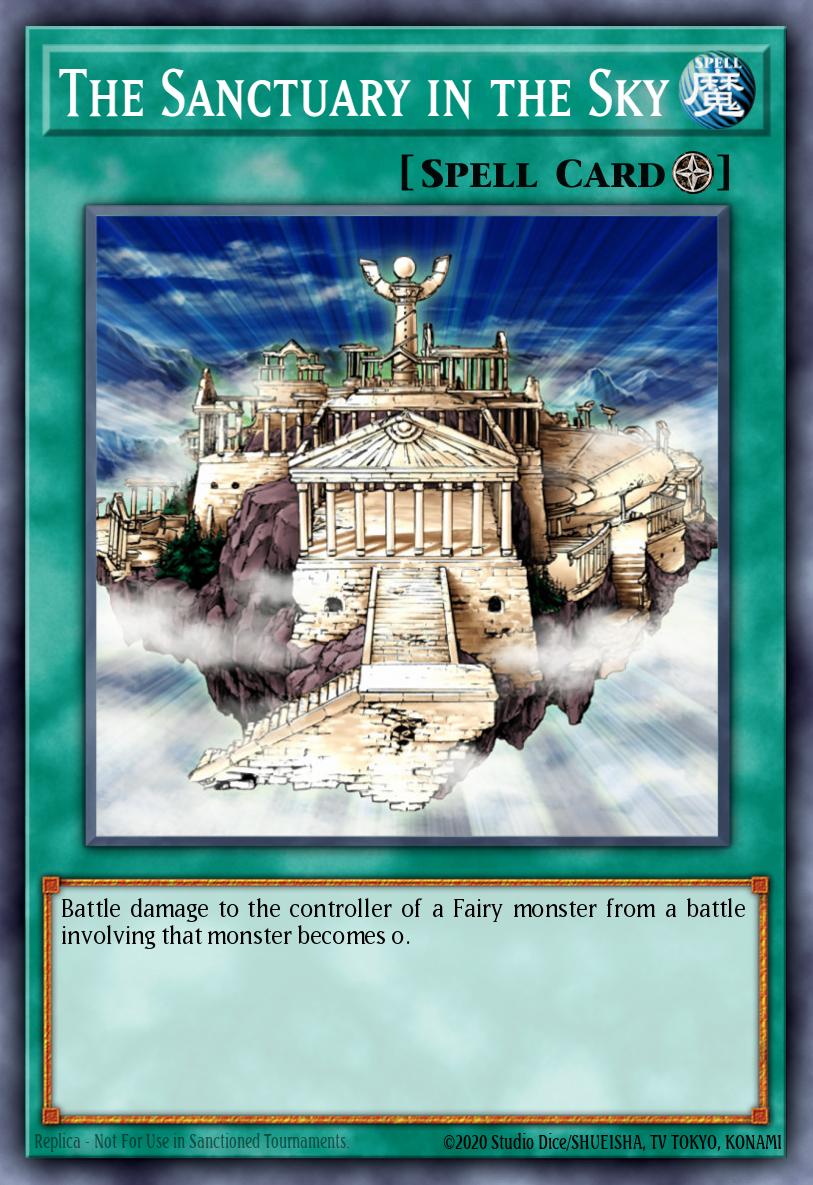 The Sanctuary in the Sky
SPELL
魔
[Spell Card]
Battle damage to the controller of a Fairy monster from a battle
involving that monster becomes 0.
Replica - Not For Use in Sanctioned Tournaments.
©2020 Studio Dice/SHUEISHA, TV TOKYO, KONAMI